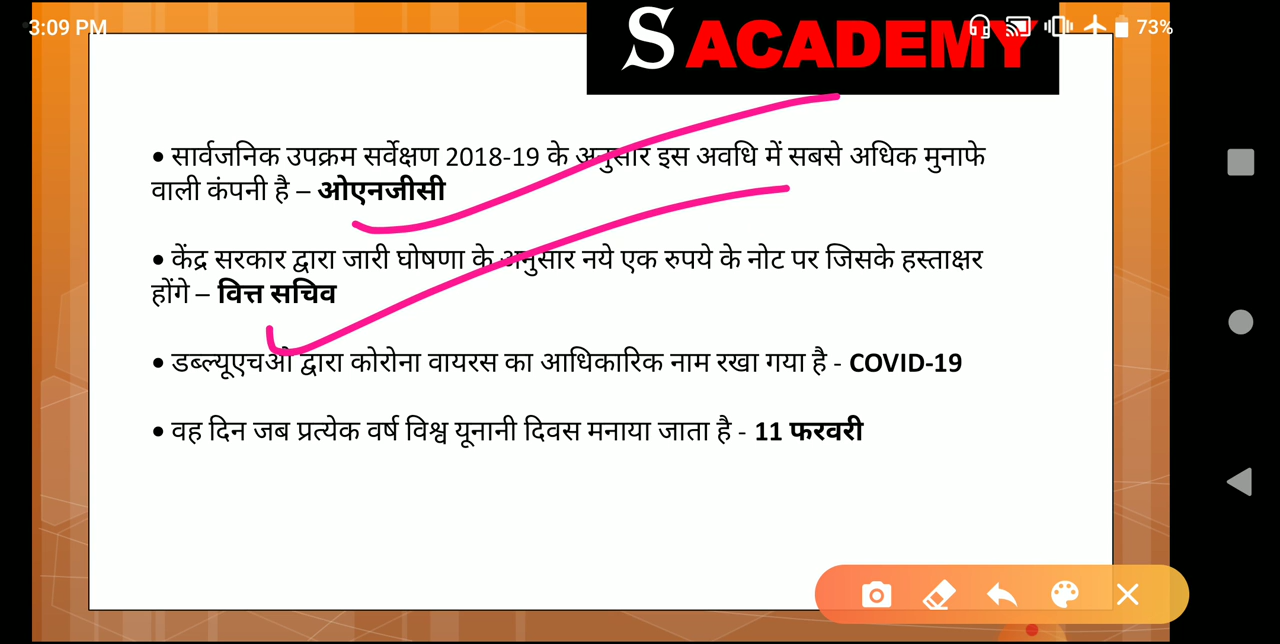 3:09 PM
S ACADEMY
73%
• सार्वजनिक उपक्रम सर्वेक्षण 2018-19 के अनुसार इस अवधि में सबसे अधिक मुनाफे
वाली कंपनी है – ओएनजीसी
• केंद्र सरकार द्वारा जारी घोषणा के अनुसार नये एक रुपये के नोट पर जिसके हस्ताक्षर
होंगे – वित्त सचिव
• डब्ल्यूएचओ द्वारा कोरोना वायरस का आधिकारिक नाम रखा गया है - COVID-19
• वह दिन जब प्रत्येक वर्ष विश्व यूनानी दिवस मनाया जाता है - 11 फरवरी